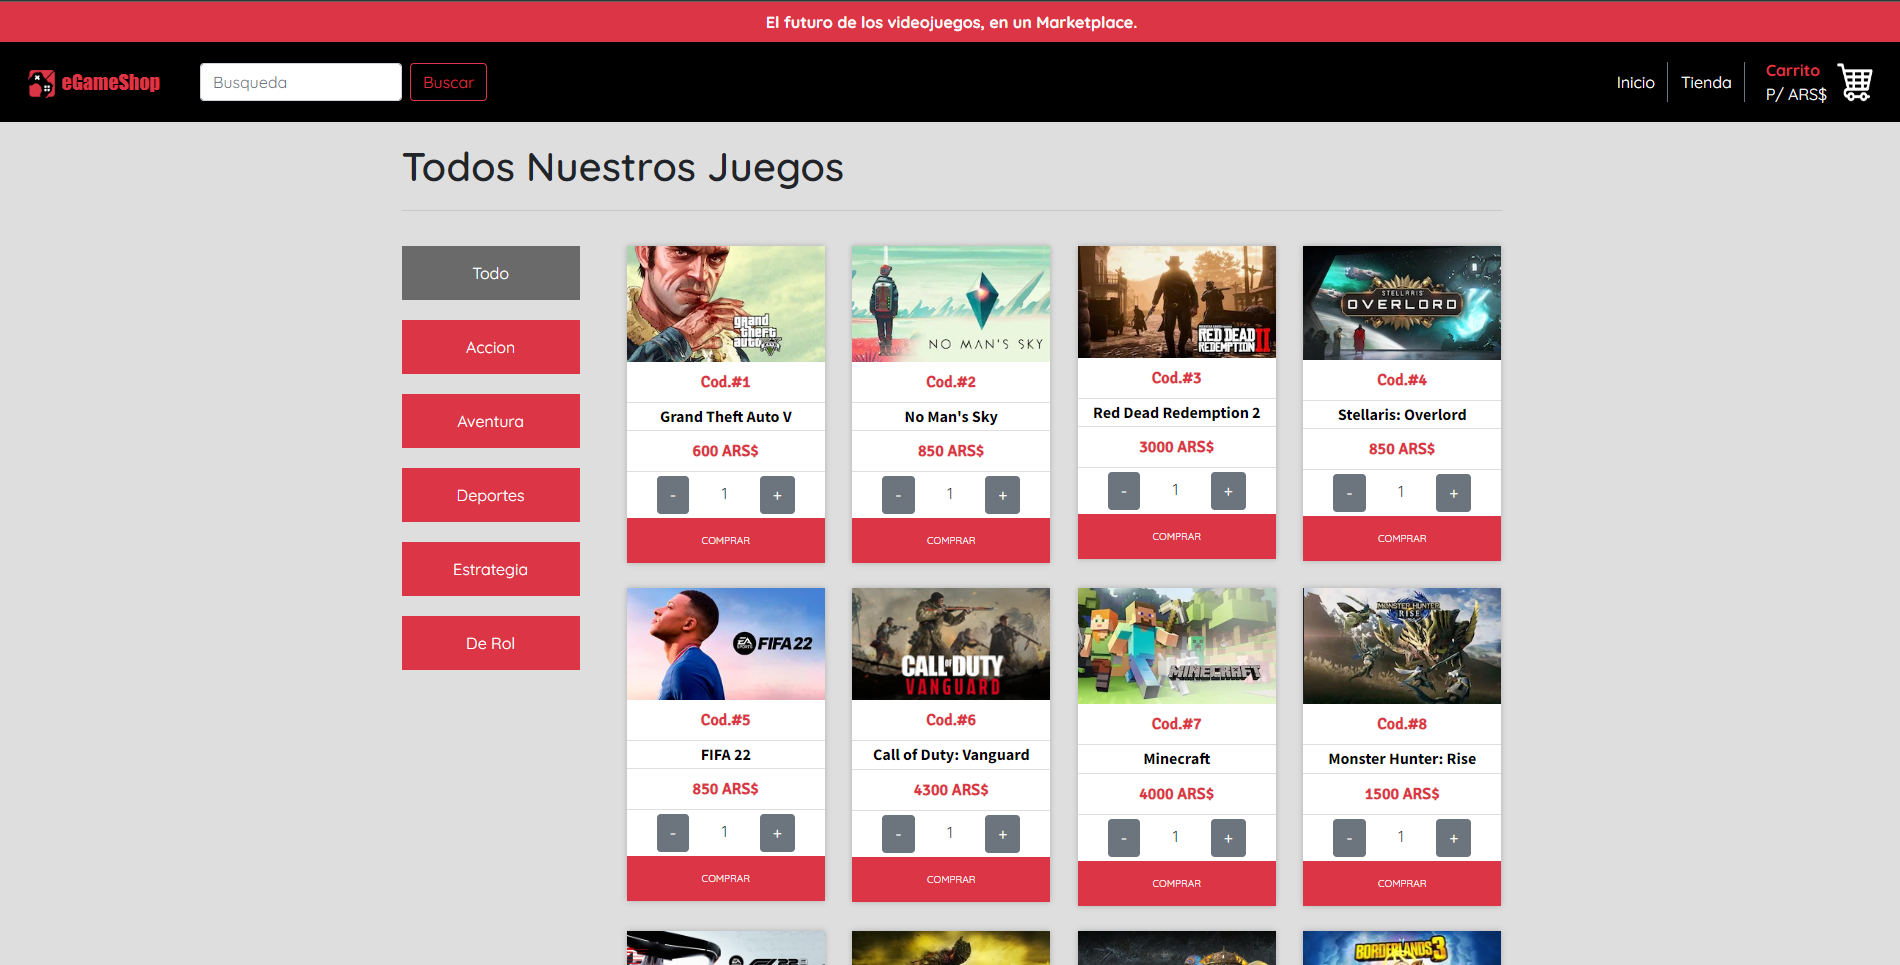 El futuro de los videojuegos, en un Marketplace.
eGameShop
Busqueda
Buscar
Inicio
Tienda
Carrito
P/ ARS$
Todos Nuestros Juegos
Todo
Accion
Aventura
Deportes
Estrategia
De Rol
grand
theft
auto V
Cod.#1
Grand Theft Auto V
600 ARS$
- 1 +
COMPRAR
NO MAN'S SKY
Cod.#2
No Man's Sky
850 ARS$
- 1 +
COMPRAR
RED DEAD
REDEMPTION II
Cod.#3
Red Dead Redemption 2
3000 ARS$
- 1 +
COMPRAR
STELLARIS
OVERLORD
Cod.#4
Stellaris: Overlord
850 ARS$
- 1 +
COMPRAR
EA SPORTS FIFA 22
Cod.#5
FIFA 22
850 ARS$
- 1 +
COMPRAR
CALL OF DUTY
VANGUARD
Cod.#6
Call of Duty: Vanguard
4300 ARS$
- 1 +
COMPRAR
MINECRAFT
Cod.#7
Minecraft
4000 ARS$
- 1 +
COMPRAR
MONSTER HUNTER
RISE
Cod.#8
Monster Hunter: Rise
1500 ARS$
- 1 +
COMPRAR
BORDERLANDS 3